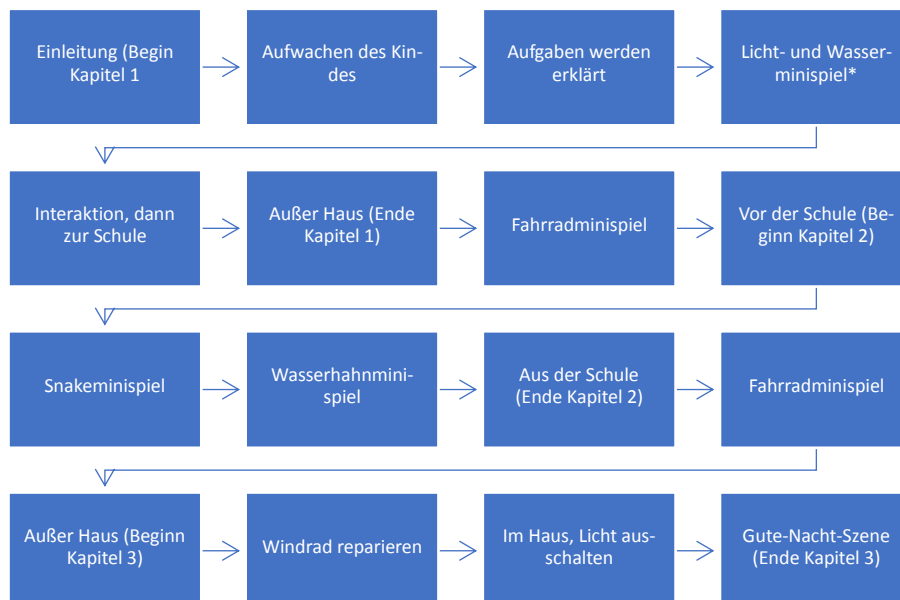 Einleitung (Begin
Kapitel 1
Aufwachen des Kin-
des
Aufgaben werden
erklärt
Licht- und Wasser-
minispiel*
Interaktion, dann
zur Schule
Außer Haus (Ende
Kapitel 1)
Fahrradminispiel
Vor der Schule (Be-
ginn Kapitel 2)
Snakeminispiel
Wasserhahnmini-
spiel
Aus der Schule
(Ende Kapitel 2)
Fahrradminispiel
Außer Haus (Beginn
Kapitel 3)
Windrad reparieren
Im Haus, Licht aus-
schalten
Gute-Nacht-Szene
(Ende Kapitel 3)